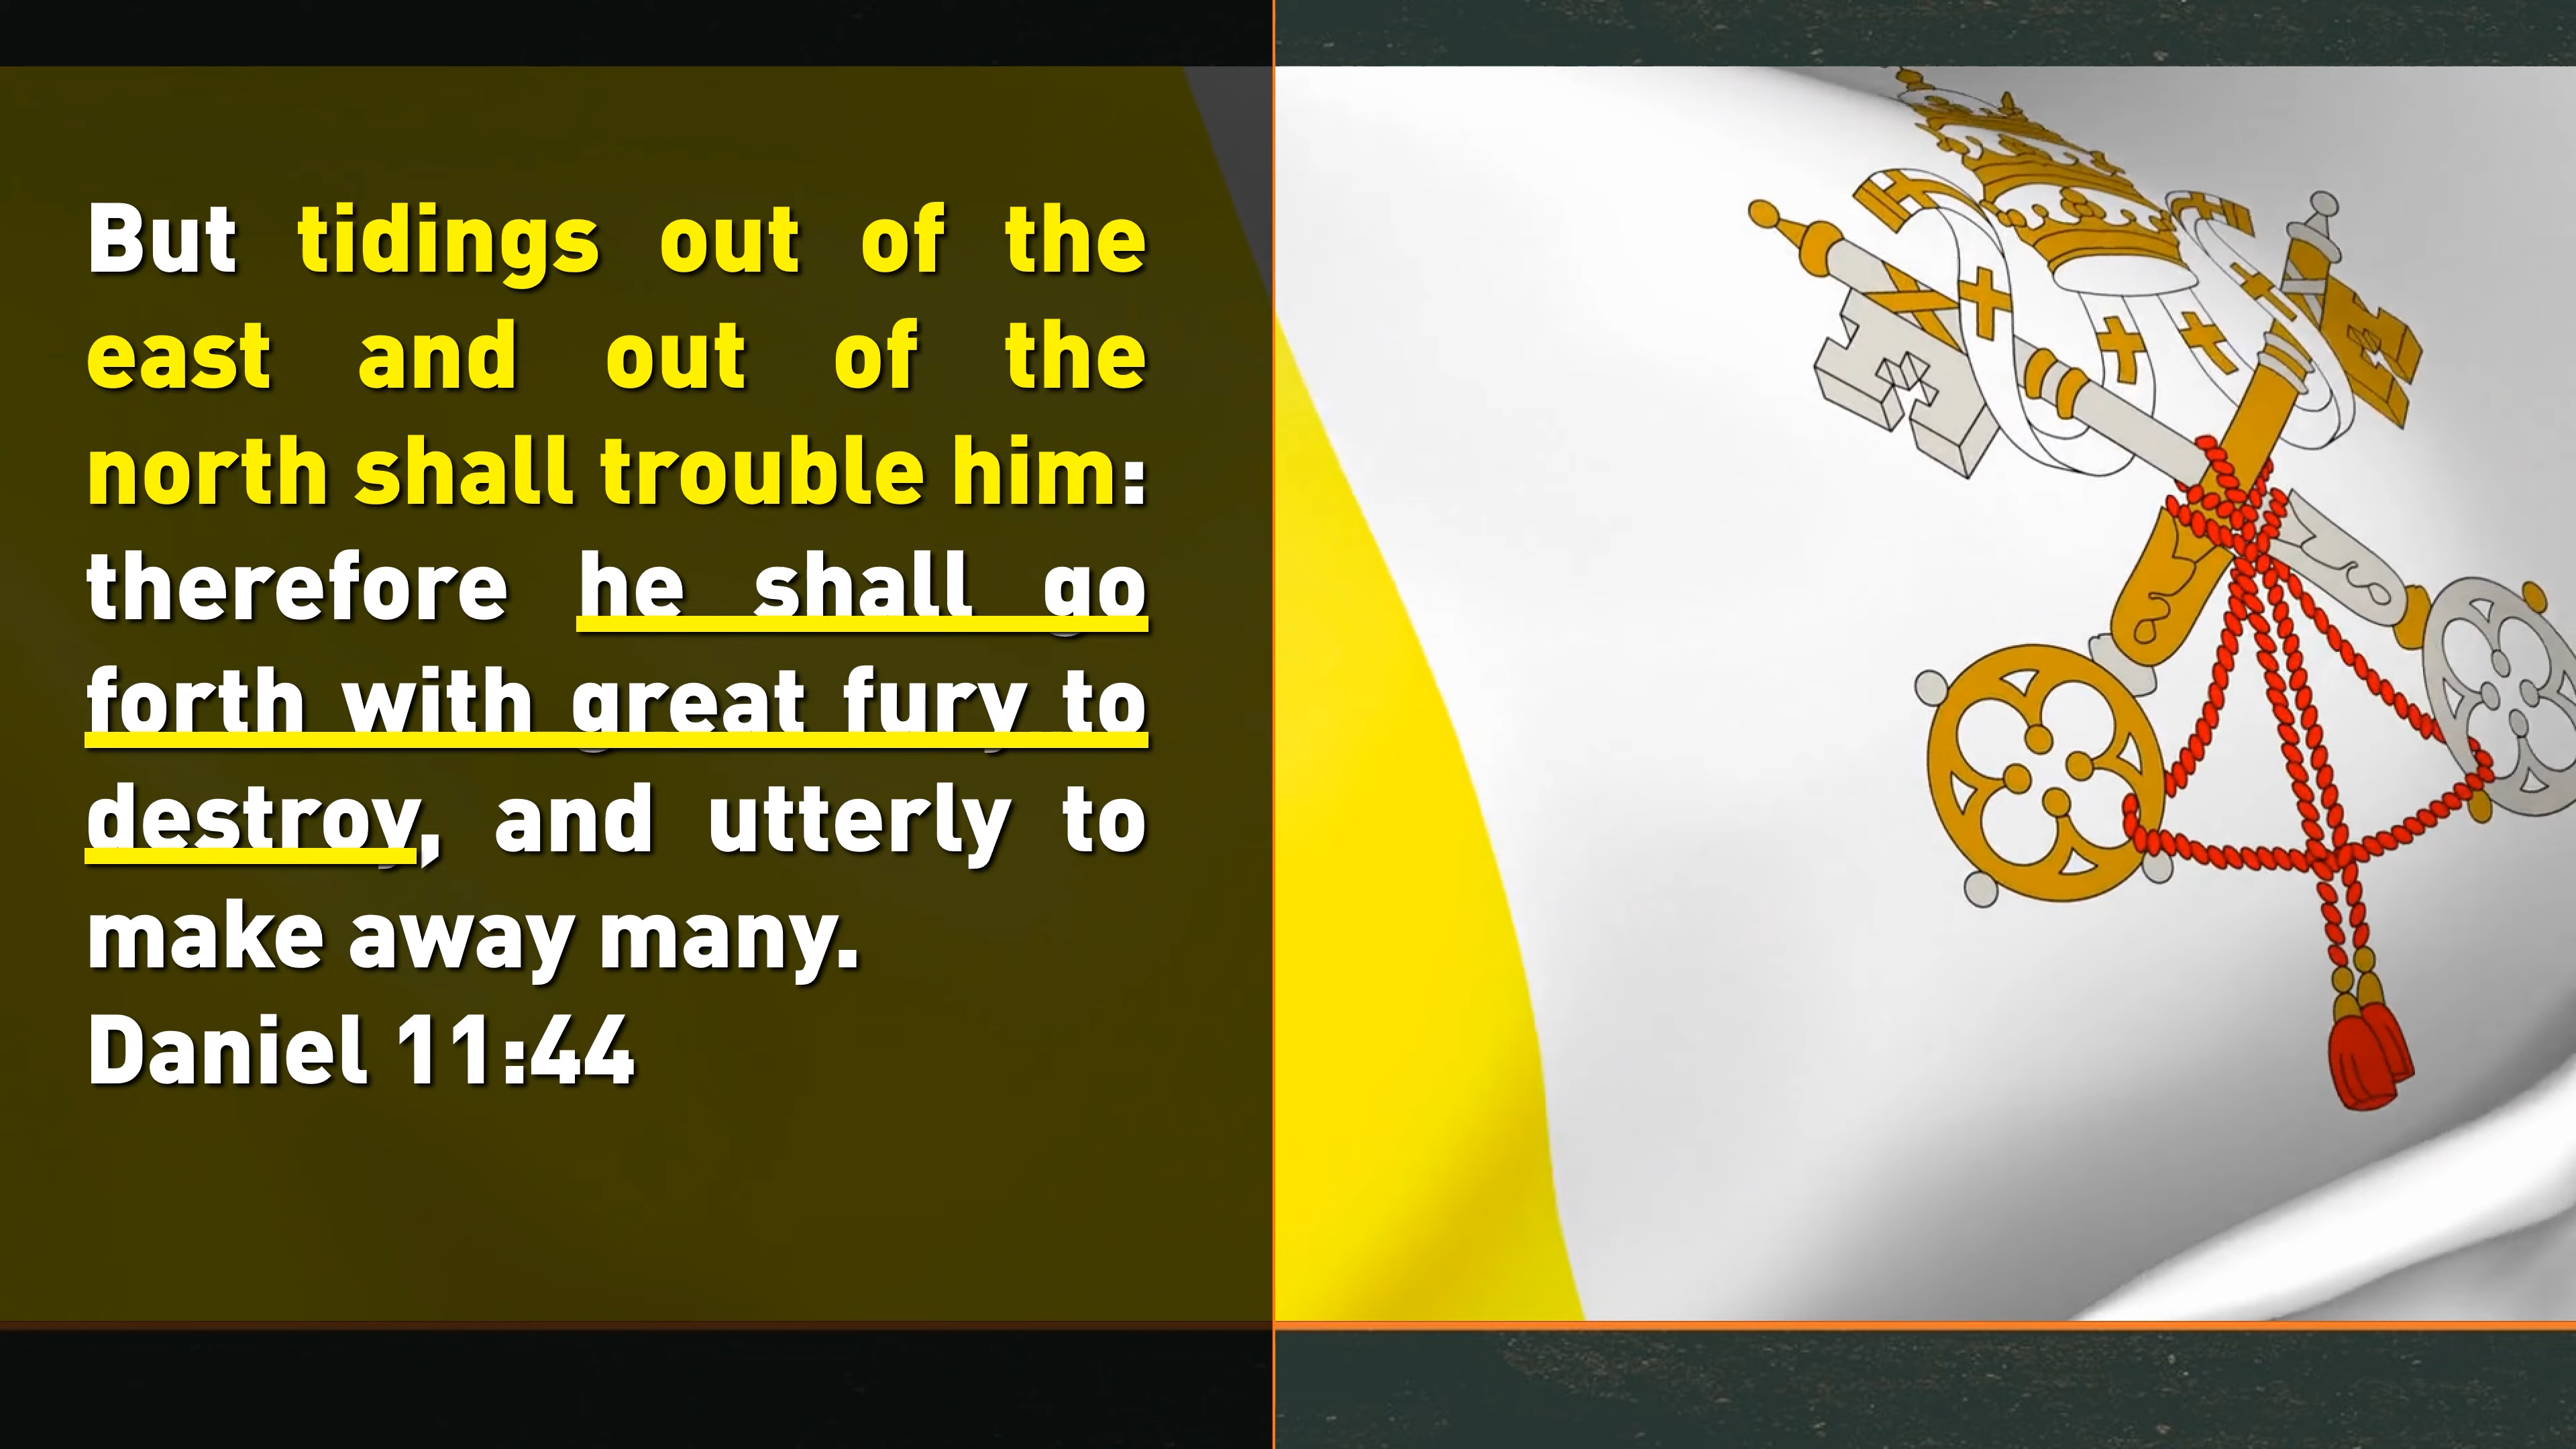 But tidings out of the
east and out of the
north shall trouble him:
therefore he shall go
forth with great fury to
destroy, and utterly to
make away many.
Daniel 11:44